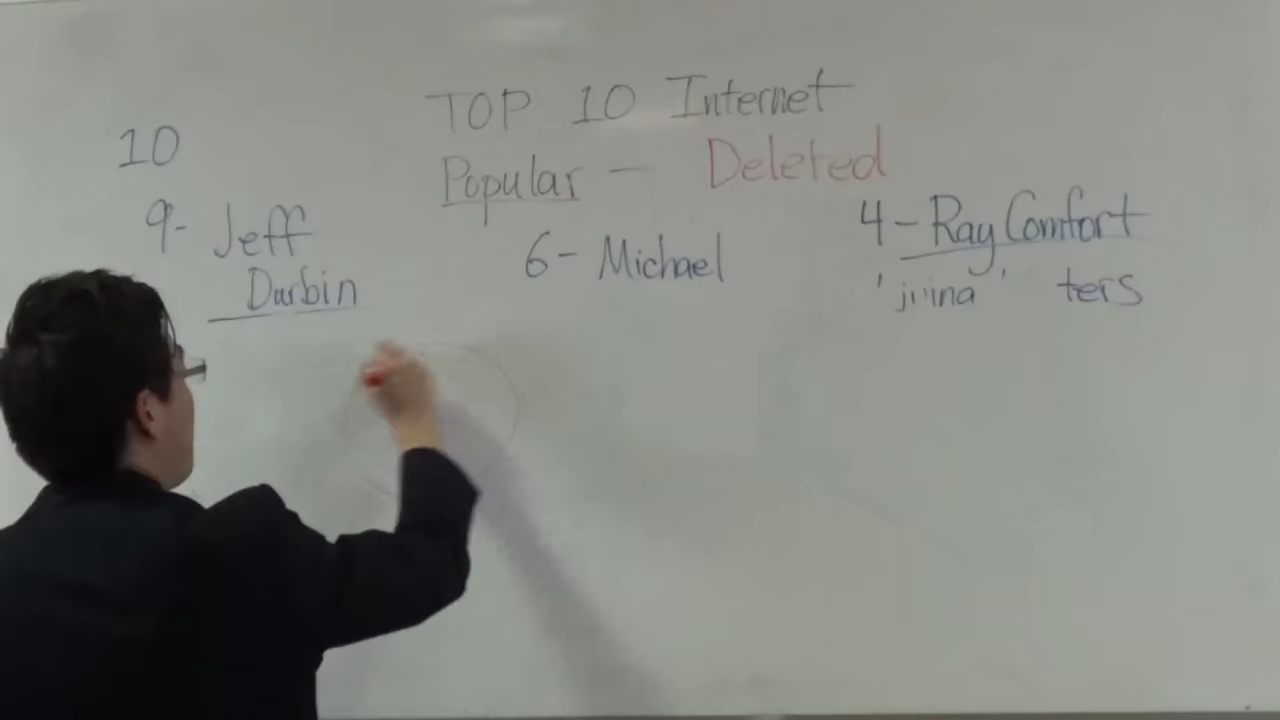 TOP 10 Internet
Popular - Deleted
10
9- Jeff
Durbin
6- Michael
4- Ray Comfort
ters